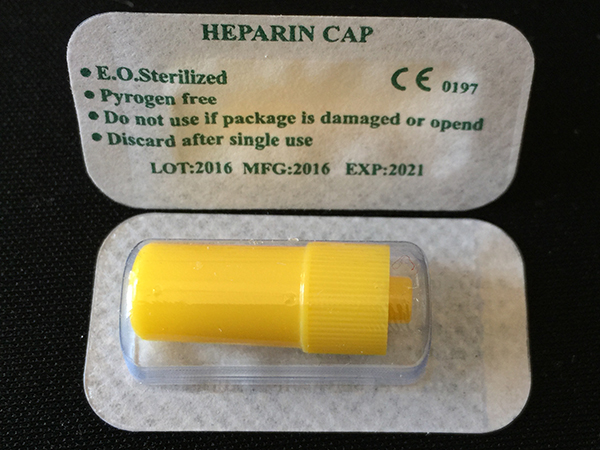 HEPARIN CAP
• E.O.Sterilized
CE 0197
• Pyrogen free
• Do not use if package is damaged or opend
• Discard after single use
LOT:2016 MFG:2016 EXP:2021